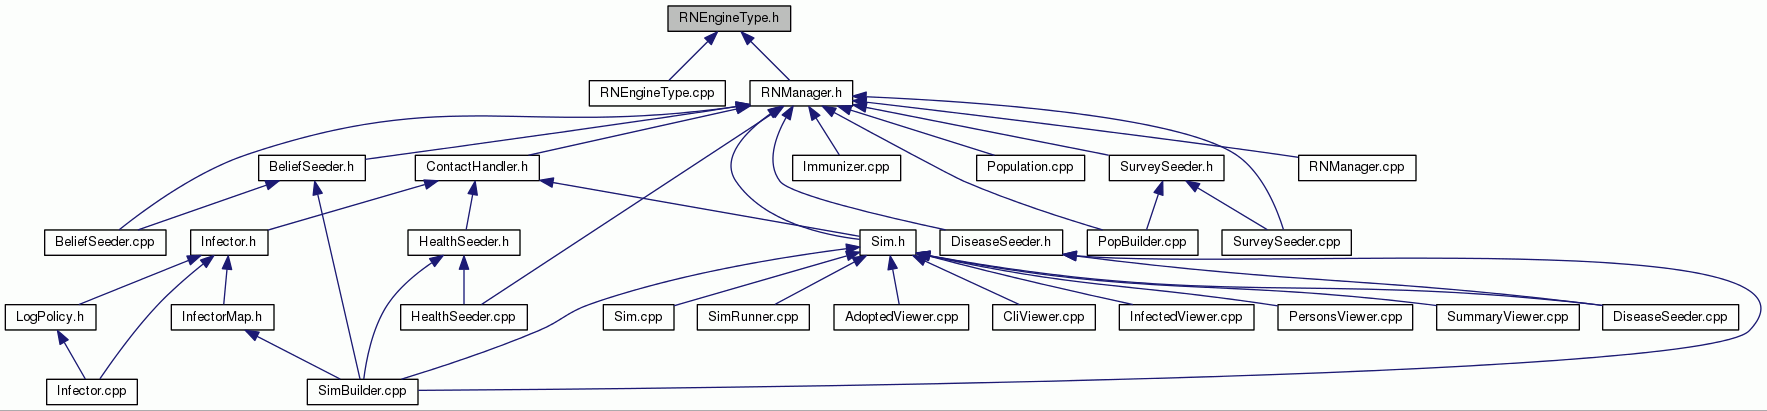 RNEngineType.h
RNEngineType.cpp
RNManager.h
BeliefSeeder.h
ContactHandler.h
Immunizer.cpp
Population.cpp
SurveySeeder.h
RNManager.cpp
BeliefSeeder.cpp
Infector.h
HealthSeeder.h
Sim.h
DiseaseSeeder.h
PopBuilder.cpp
SurveySeeder.cpp
LogPolicy.h
InfectorMap.h
HealthSeeder.cpp
Sim.cpp
SimRunner.cpp
AdoptedViewer.cpp
CliViewer.cpp
InfectedViewer.cpp
PersonsViewer.cpp
SummaryViewer.cpp
DiseaseSeeder.cpp
Infector.cpp
SimBuilder.cpp